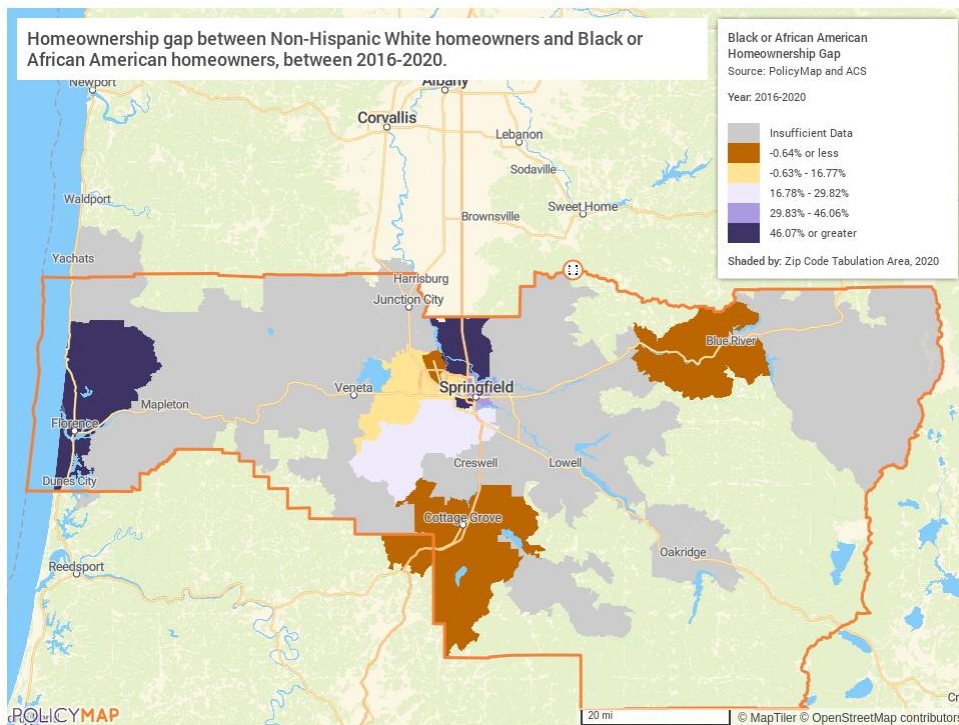 Homeownership gap between Non-Hispanic White homeowners and Black or
African American homeowners, between 2016-2020.
Black or African American
Homeownership Gap
Source: PolicyMap and ACS
Year: 2016-2020
Insufficient Data
-0.64% or less
-0.63% - 16.77%
16.78% - 29.82%
29.83% - 46.06%
46.07% or greater
Shaded by: Zip Code Tabulation Area, 2020
Newport
Albany
Corvallis
Lebanon
Sodaville
Waldport
Sweet Home
Brownsville
Yachats
Harrisburg
Junction City
Blue River
Veneta
Springfield
Mapleton
Florence
Creswell
Lowell
Dunes City
Cottage Grove
Oakridge
Reedsport
POLICYMAP
20 mi
© MapTiler © OpenStreetMap contributors